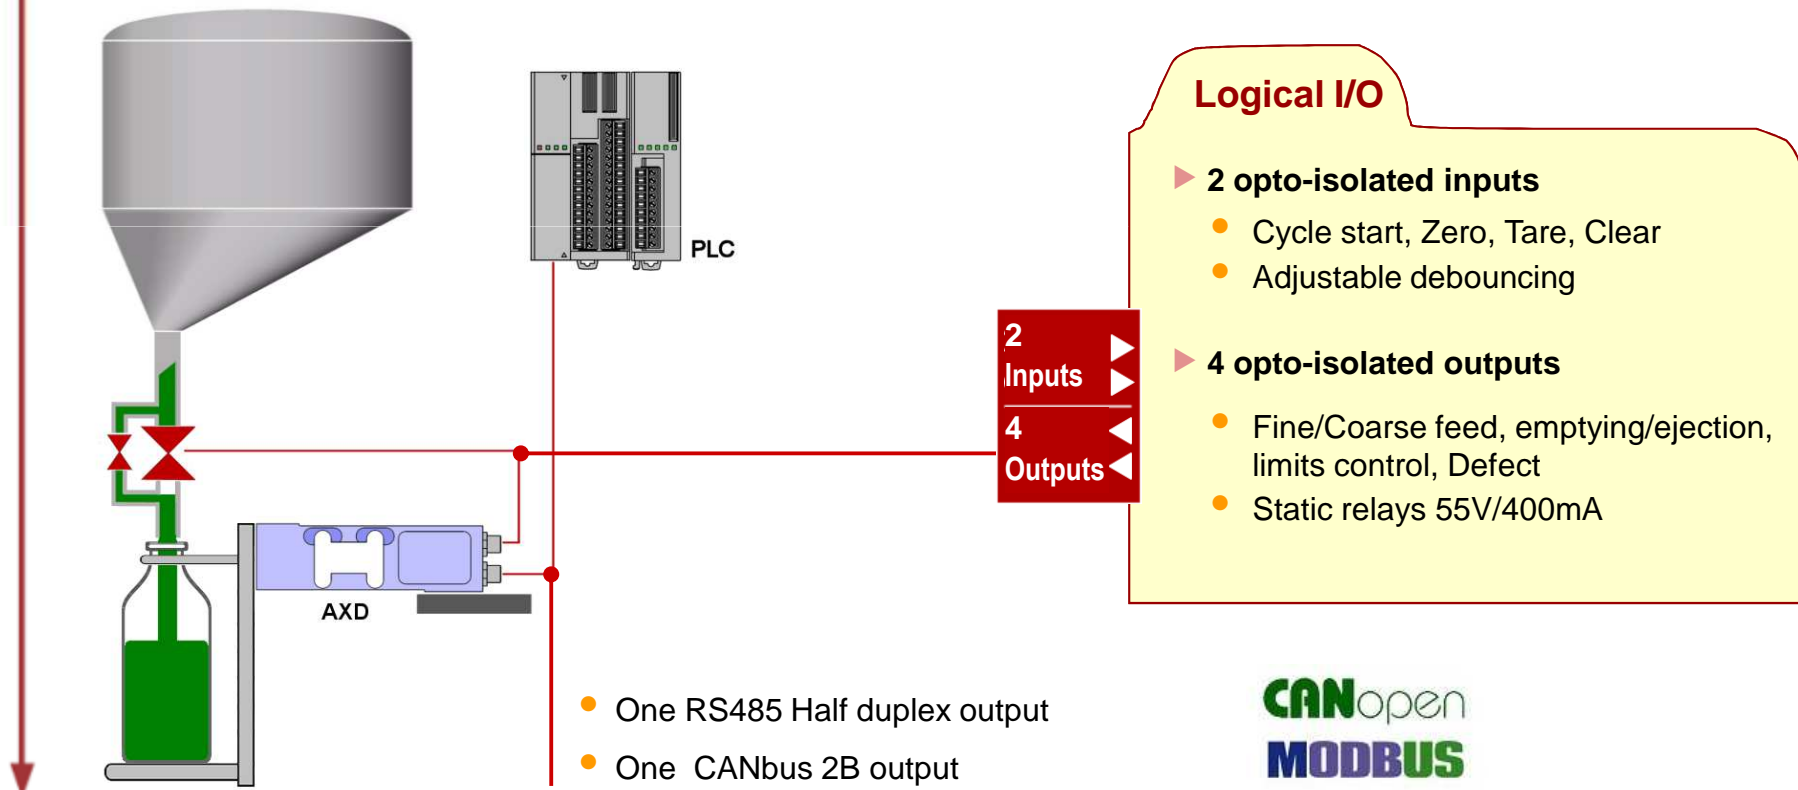 Logical I/O
2 opto-isolated inputs
Cycle start, Zero, Tare, Clear
Adjustable debouncing
4 opto-isolated outputs
Fine/Coarse feed, emptying/ejection,
limits control, Defect
Static relays 55V/400mA
PLC
2
Inputs
4
Outputs
AXD
One RS485 Half duplex output
One CANbus 2B output
CANopen
MODBUS